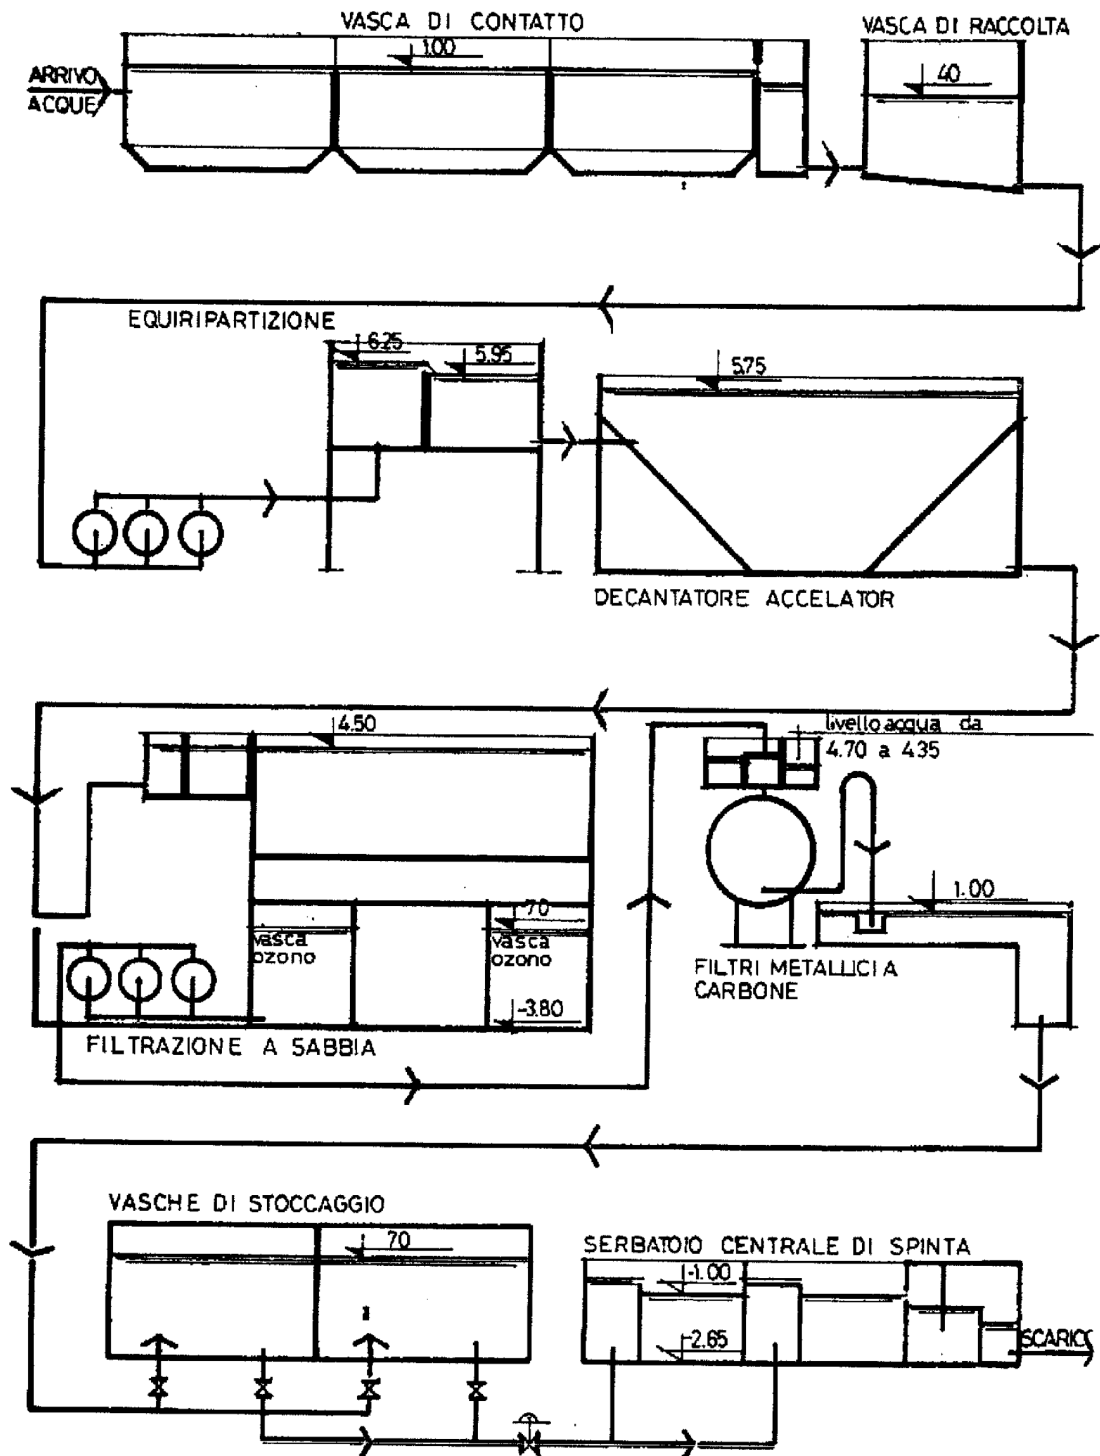 VASCA DI CONTATTO
VASCA DI RACCOLTA
1.00
40
ARRIVO
ACQUE
EQUIRIPARTIZIONE
6.25
5.95
5.75
DECANTATORE ACCELATOR
4.50
livello acqua da
4.70 a 4.35
1.00
-70
vasca
ozono
vasca
ozono
-3.80
FILTRI METALLICI A
CARBONE
FILTRAZIONE A SABBIA
VASCHE DI STOCCAGGIO
70
SERBATOIO CENTRALE DI SPINTA
-1.00
-2.65
SCARICO